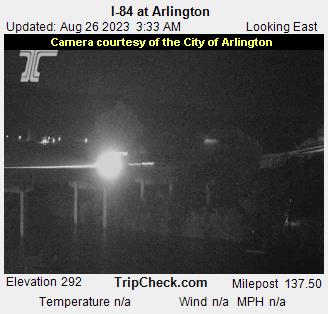 I-84 at Arlington
Updated: Aug 26 2023 3:33 AM Looking East
Camera courtesy of the City of Arlington
Elevation 292 TripCheck.com Milepost 137.50
Temperature n/a Wind n/a MPH n/a